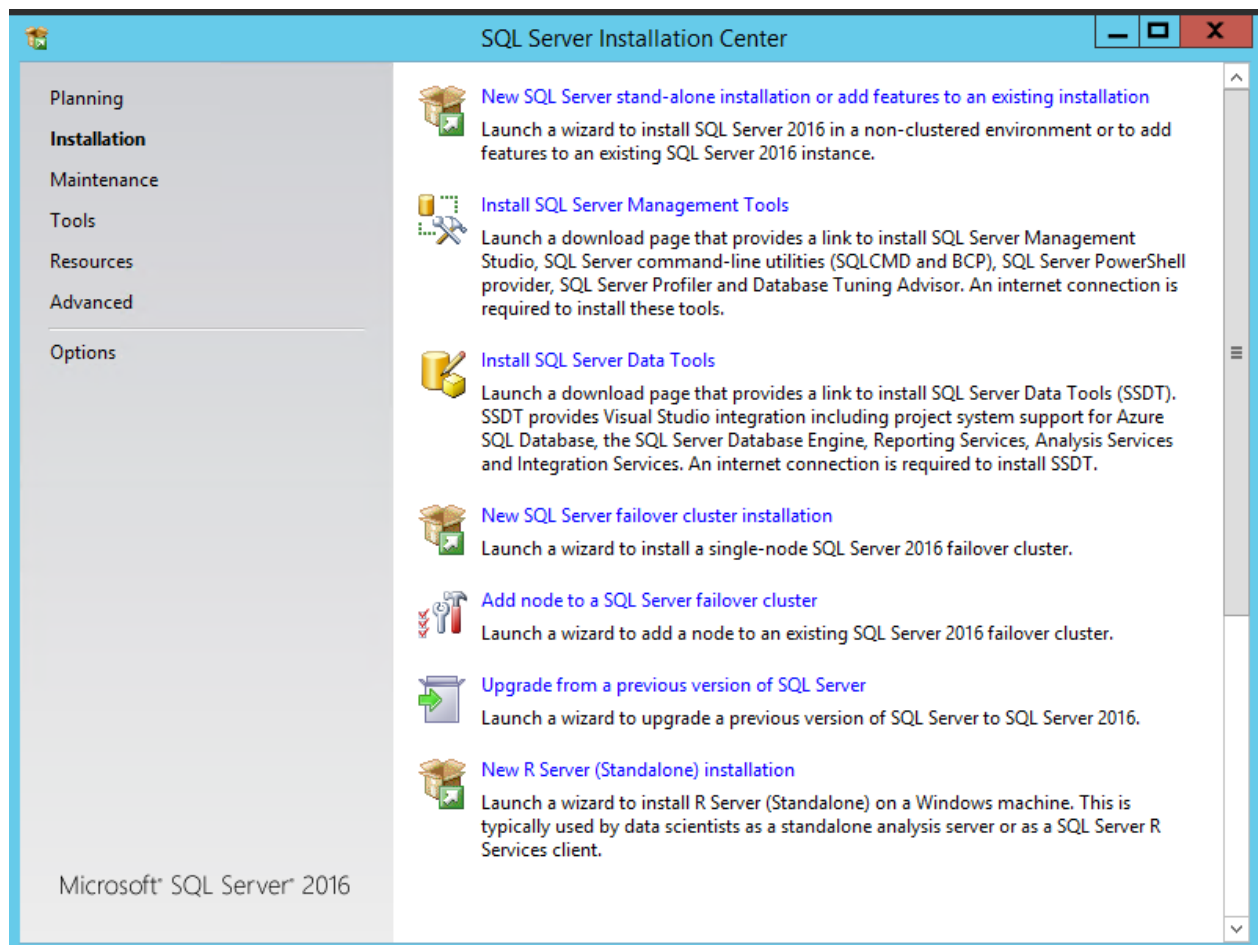 SQL Server Installation Center
Planning
Installation
Maintenance
Tools
Resources
Advanced
Options
New SQL Server stand-alone installation or add features to an existing installation
Launch a wizard to install SQL Server 2016 in a non-clustered environment or to add
features to an existing SQL Server 2016 instance.
Install SQL Server Management Tools
Launch a download page that provides a link to install SQL Server Management
Studio, SQL Server command-line utilities (SQLCMD and BCP), SQL Server PowerShell
provider, SQL Server Profiler and Database Tuning Advisor. An internet connection is
required to install these tools.
Install SQL Server Data Tools
Launch a download page that provides a link to install SQL Server Data Tools (SSDT).
SSDT provides Visual Studio integration including project system support for Azure
SQL Database, the SQL Server Database Engine, Reporting Services, Analysis Services
and Integration Services. An internet connection is required to install SSDT.
New SQL Server failover cluster installation
Launch a wizard to install a single-node SQL Server 2016 failover cluster.
Add node to a SQL Server failover cluster
Launch a wizard to add a node to an existing SQL Server 2016 failover cluster.
Upgrade from a previous version of SQL Server
Launch a wizard to upgrade a previous version of SQL Server to SQL Server 2016.
New R Server (Standalone) installation
Launch a wizard to install R Server (Standalone) on a Windows machine. This is
typically used by data scientists as a standalone analysis server or as a SQL Server R
Services client.
Microsoft® SQL Server® 2016